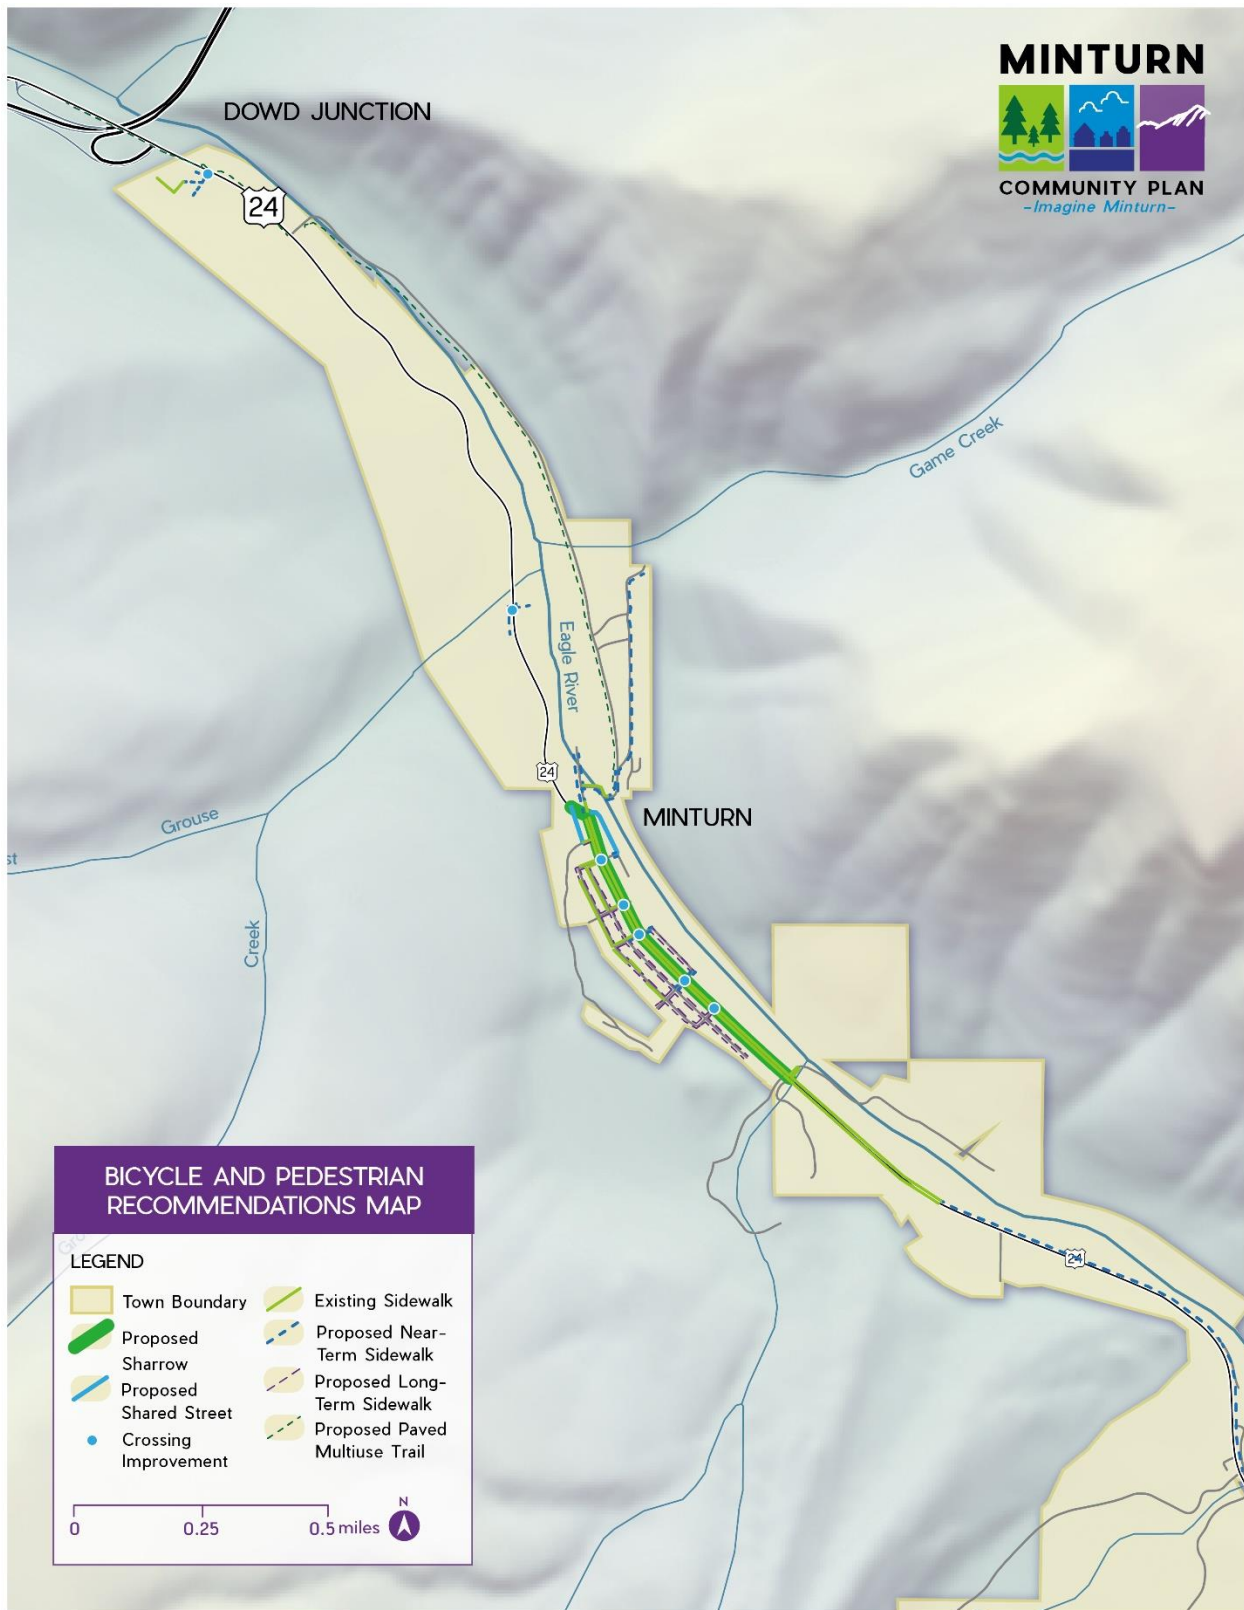 MINTURN
COMMUNITY PLAN
-Imagine Minturn-
DOWD JUNCTION
24
Game Creek
Eagle River
24
MINTURN
Grouse
Creek
24
BICYCLE AND PEDESTRIAN
RECOMMENDATIONS MAP
LEGEND
Town Boundary
Proposed
Sharrow
Proposed
Shared Street
Crossing
Improvement
Existing Sidewalk
Proposed Near-
Term Sidewalk
Proposed Long-
Term Sidewalk
Proposed Paved
Multiuse Trail
0 0.25 0.5 miles
N